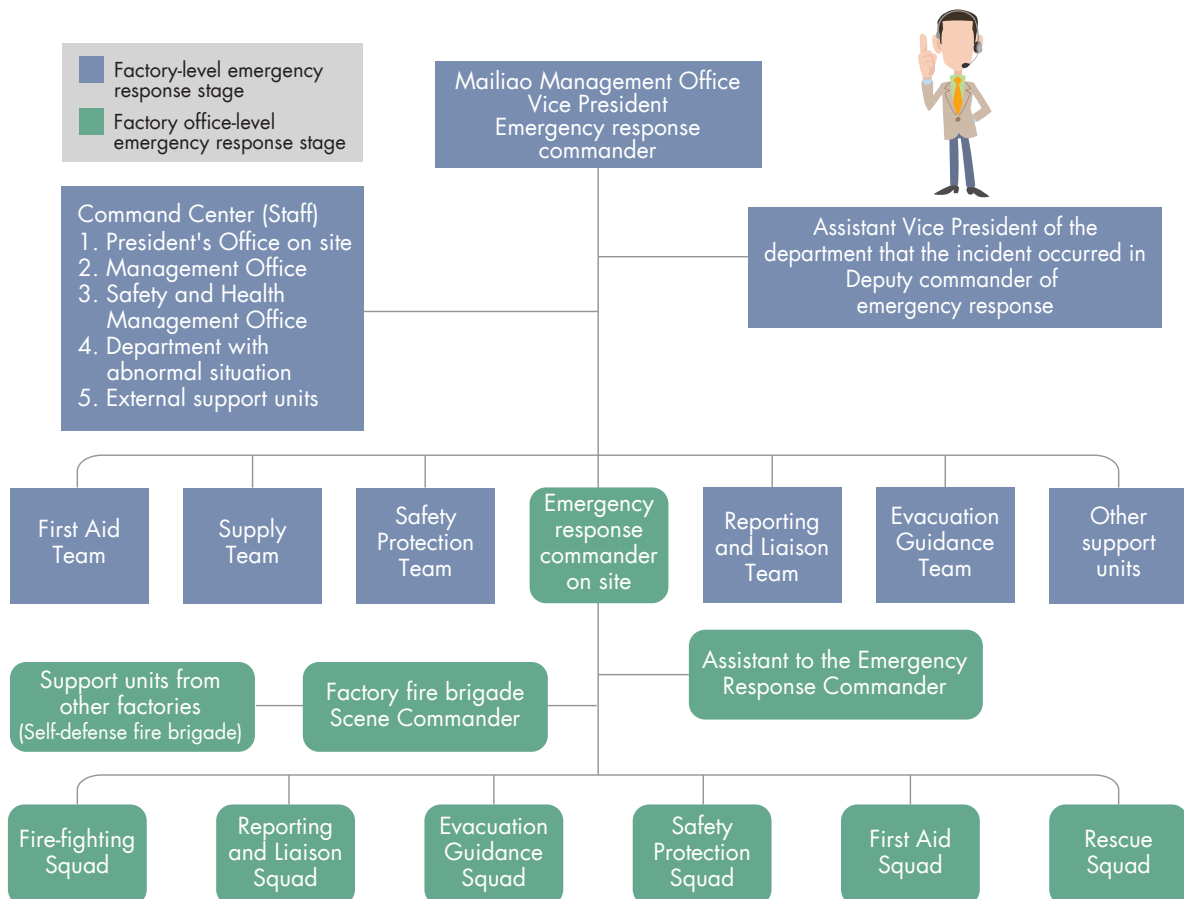 Factory-level emergency
response stage
Factory office-level
emergency response stage
Mailiao Management Office
Vice President
Emergency response
commander
Command Center (Staff)
1. President's Office on site
2. Management Office
3. Safety and Health
Management Office
4. Department with
abnormal situation
5. External support units
Assistant Vice President of the
department that the incident occurred in
Deputy commander of
emergency response
First Aid
Team
Supply
Team
Safety
Protection
Team
Emergency
response
commander
on site
Reporting
and Liaison
Team
Evacuation
Guidance
Team
Other
support
units
Assistant to the Emergency
Response Commander
Support units from
other factories
(Self-defense fire brigade)
Factory fire brigade
Scene Commander
Fire-fighting
Squad
Reporting
and Liaison
Squad
Evacuation
Guidance
Squad
Safety
Protection
Squad
First Aid
Squad
Rescue
Squad